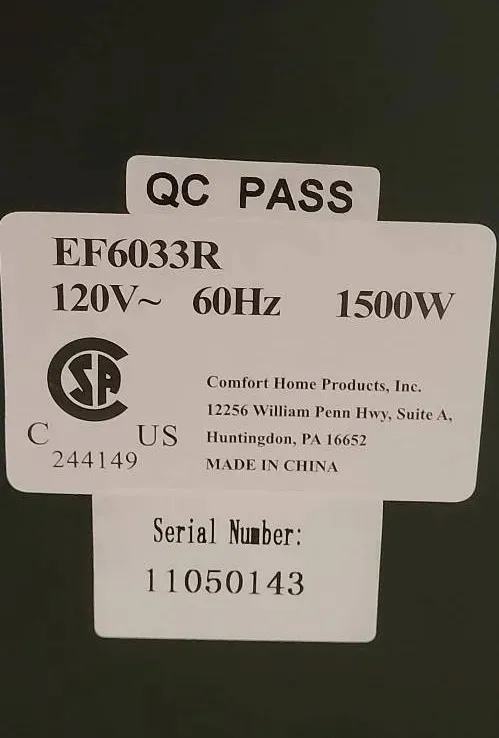 QC PASS
EF6033R
120V~ 60Hz 1500W
CSA
C US
244149
Comfort Home Products, Inc.
12256 William Penn Hwy, Suite A,
Huntingdon, PA 16652
MADE IN CHINA
Serial Number:
11050143